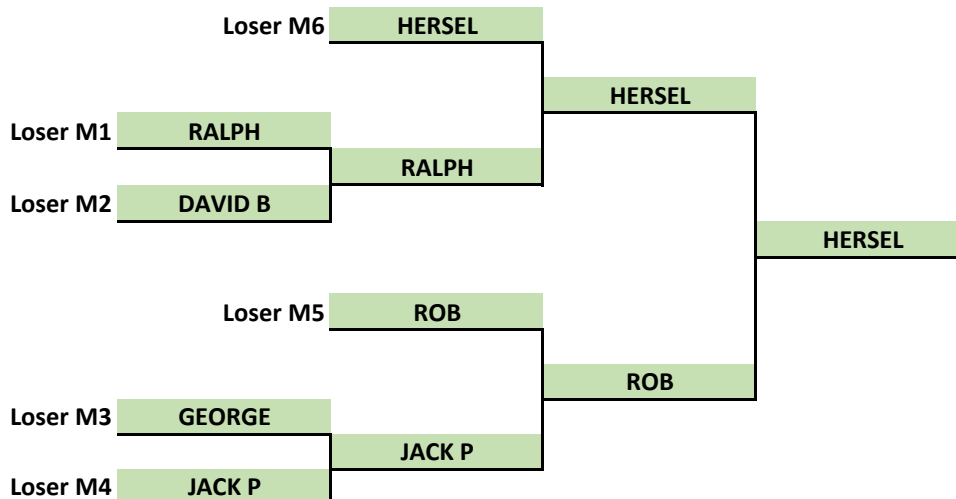 Loser M6 HERSEL
HERSEL
Loser M1 RALPH
RALPH
Loser M2 DAVID B
HERSEL
Loser M5 ROB
ROB
Loser M3 GEORGE
JACK P
Loser M4 JACK P